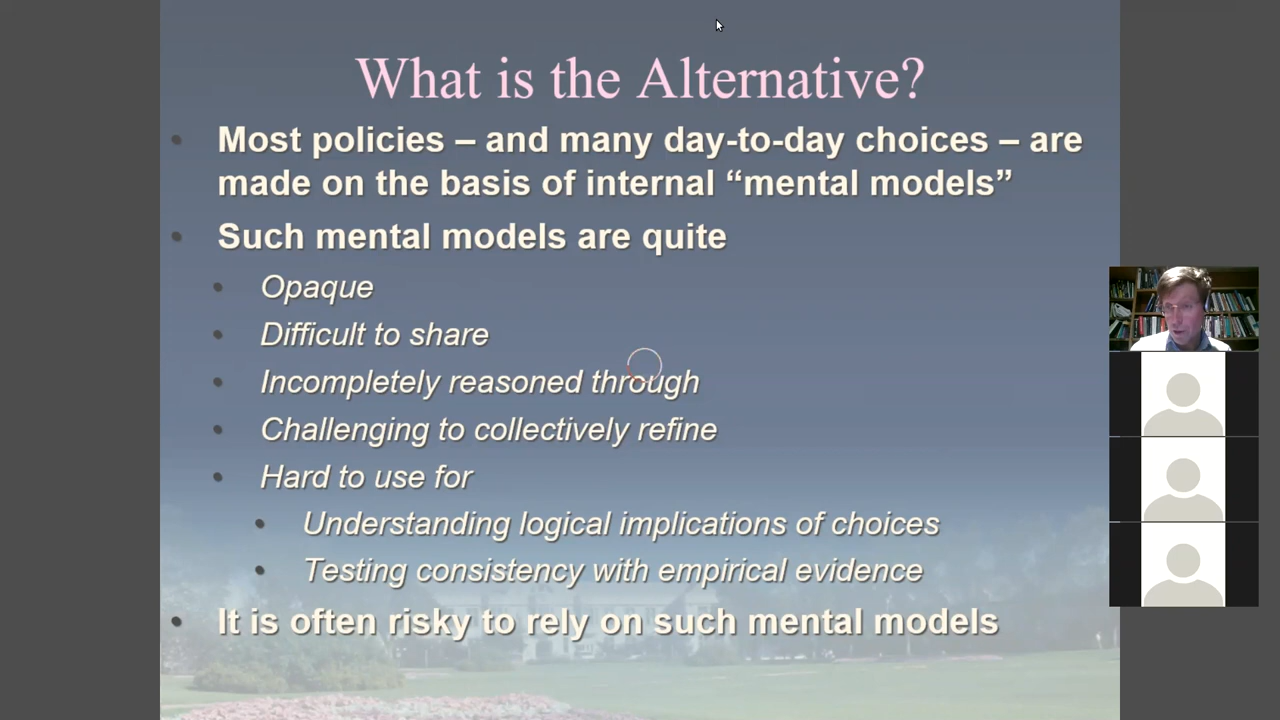 What is the Alternative?
• Most policies – and many day-to-day choices – are
made on the basis of internal “mental models”
• Such mental models are quite
• Opaque
• Difficult to share
• Incompletely reasoned through
• Challenging to collectively refine
• Hard to use for
• Understanding logical implications of choices
• Testing consistency with empirical evidence
• It is often risky to rely on such mental models